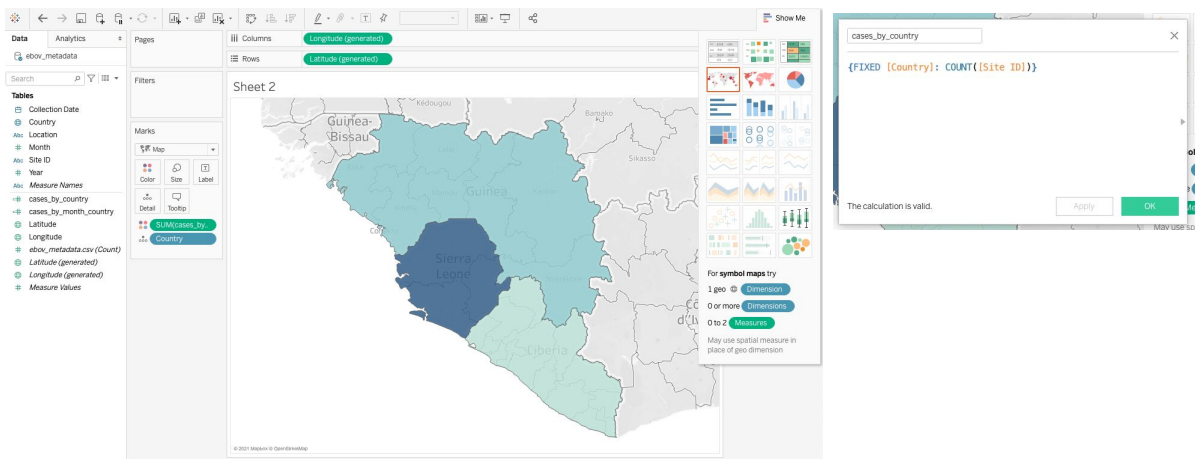 Show Me
Data
Analytics
ebov_metadata
Search
Tables
Collection Date
Country
Abc Location
# Month
Abc Site ID
# Year
Abc Measure Names
=# cases_by_country
=# cases_by_month_country
Latitude
Longitude
# ebov_metadata.csv (Count)
Latitude (generated)
Longitude (generated)
# Measure Values
Pages
Filters
Marks
Map
Color
Size
Label
Detail
Tooltip
SUM(cases_by..
Country
Columns
Longitude (generated)
Rows
Latitude (generated)
Sheet 2
Kédougou
Bamako
Guinea-
Bissau
Sikasso
Guinea
Sierra
Leone
Liberia
© 2021 Mapbox © OpenStreetMap
For symbol maps try
1 geo Dimension
0 or more Dimensions
0 to 2 Measures
May use spatial measure in
place of geo dimension
cases_by_country
{FIXED [Country]: COUNT([Site ID])}
The calculation is valid.
Apply
OK